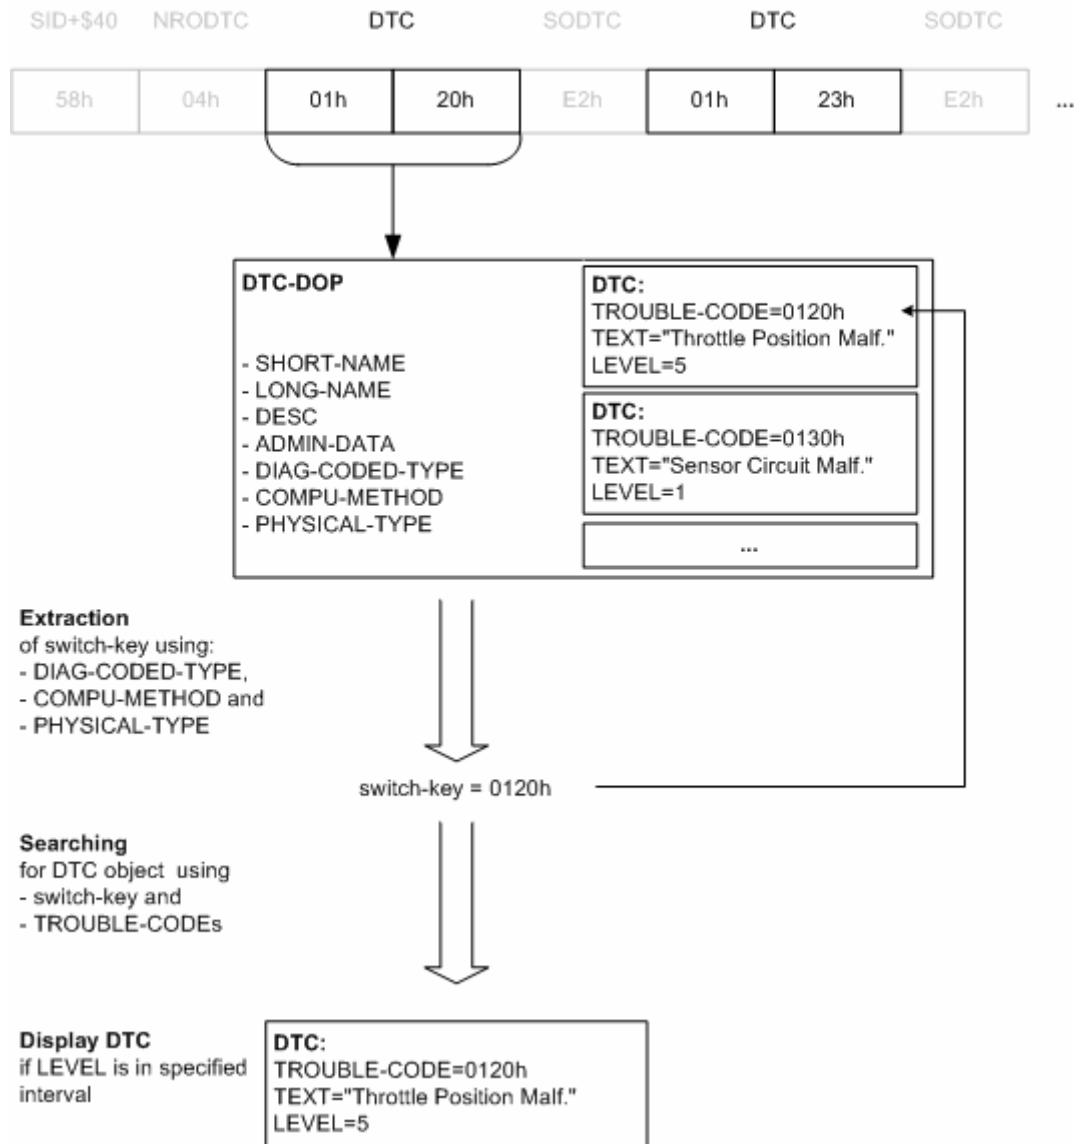 SID+$40 NRODTC DTC SODTC DTC SODTC
58h 04h 01h 20h E2h 01h 23h E2h ...
DTC-DOP
- SHORT-NAME
- LONG-NAME
- DESC
- ADMIN-DATA
- DIAG-CODED-TYPE
- COMPU-METHOD
- PHYSICAL-TYPE
DTC:
TROUBLE-CODE=0120h
TEXT="Throttle Position Malf."
LEVEL=5
DTC:
TROUBLE-CODE=0130h
TEXT="Sensor Circuit Malf."
LEVEL=1
...
Extraction
of switch-key using:
- DIAG-CODED-TYPE,
- COMPU-METHOD and
- PHYSICAL-TYPE
switch-key = 0120h
Searching
for DTC object using
- switch-key and
- TROUBLE-CODEs
Display DTC
if LEVEL is in specified
interval
DTC:
TROUBLE-CODE=0120h
TEXT="Throttle Position Malf."
LEVEL=5